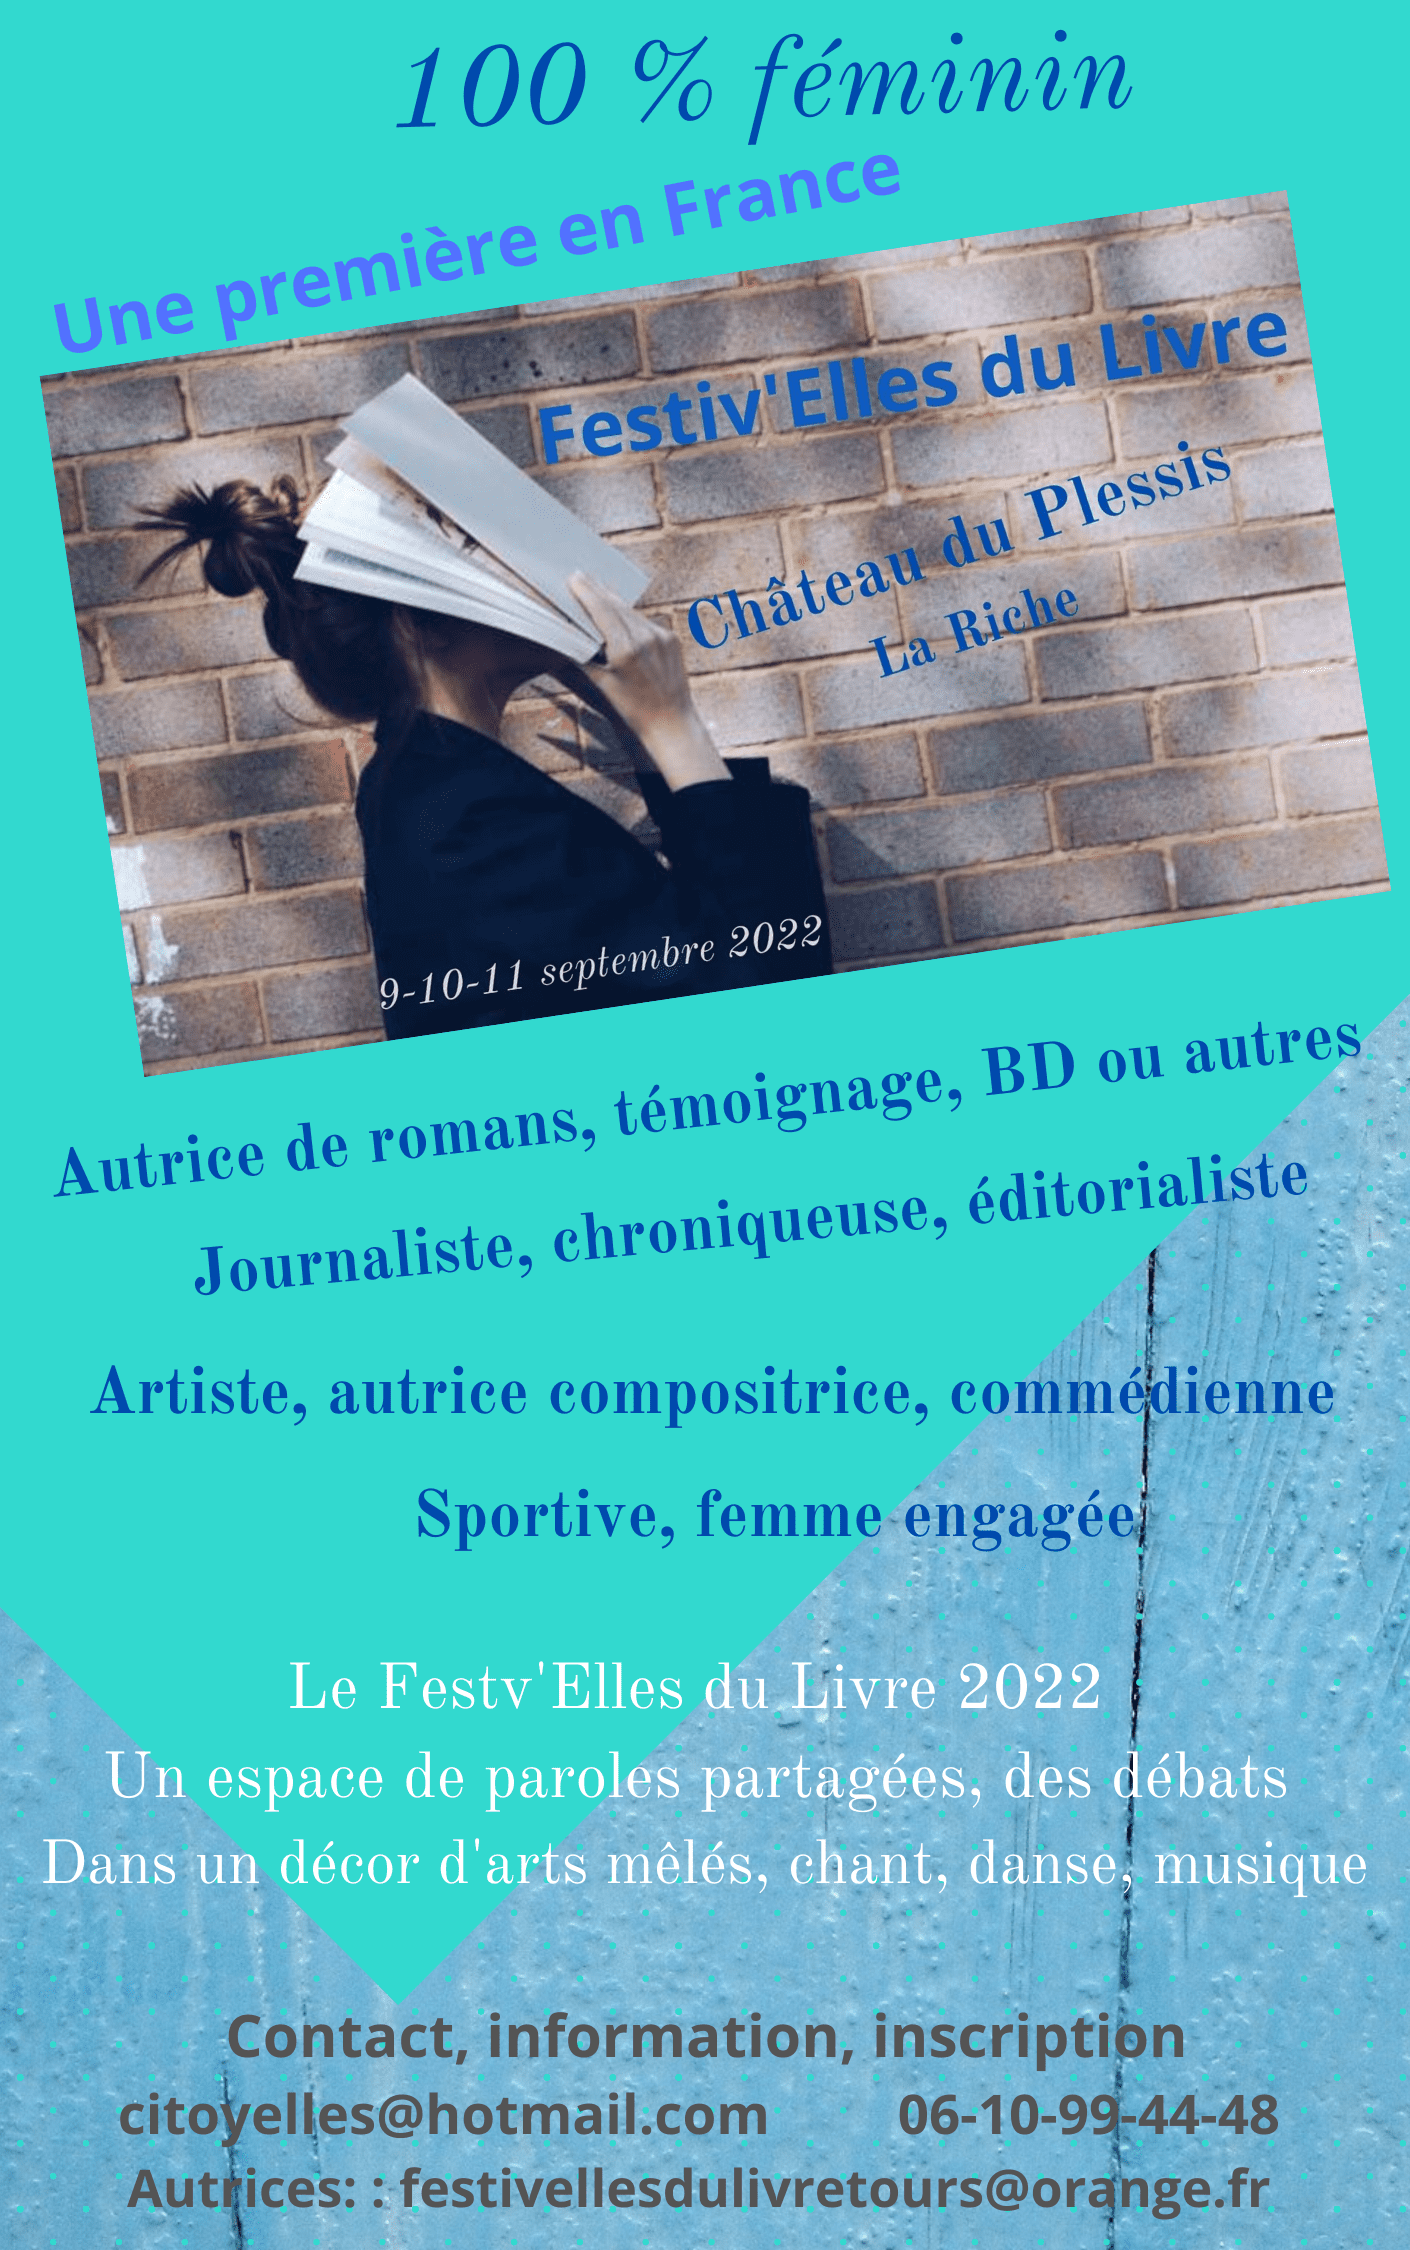 100 % féminin
Une première en France
Festiv'Elles du Livre
Château du Plessis
La Riche
9-10-11 septembre 2022
Autrice de romans, témoignage, BD ou autres
Journaliste, chroniqueuse, éditorialiste
Artiste, autrice compositrice, commédienne
Sportive, femme engagée
Le Festv'Elles du Livre 2022
Un espace de paroles partagées, des débats
Dans un décor d'arts mêlés, chant, danse, musique
Contact, information, inscription
citoyelles@hotmail.com 06-10-99-44-48
Autrices: : festivellesdulivretours@orange.fr